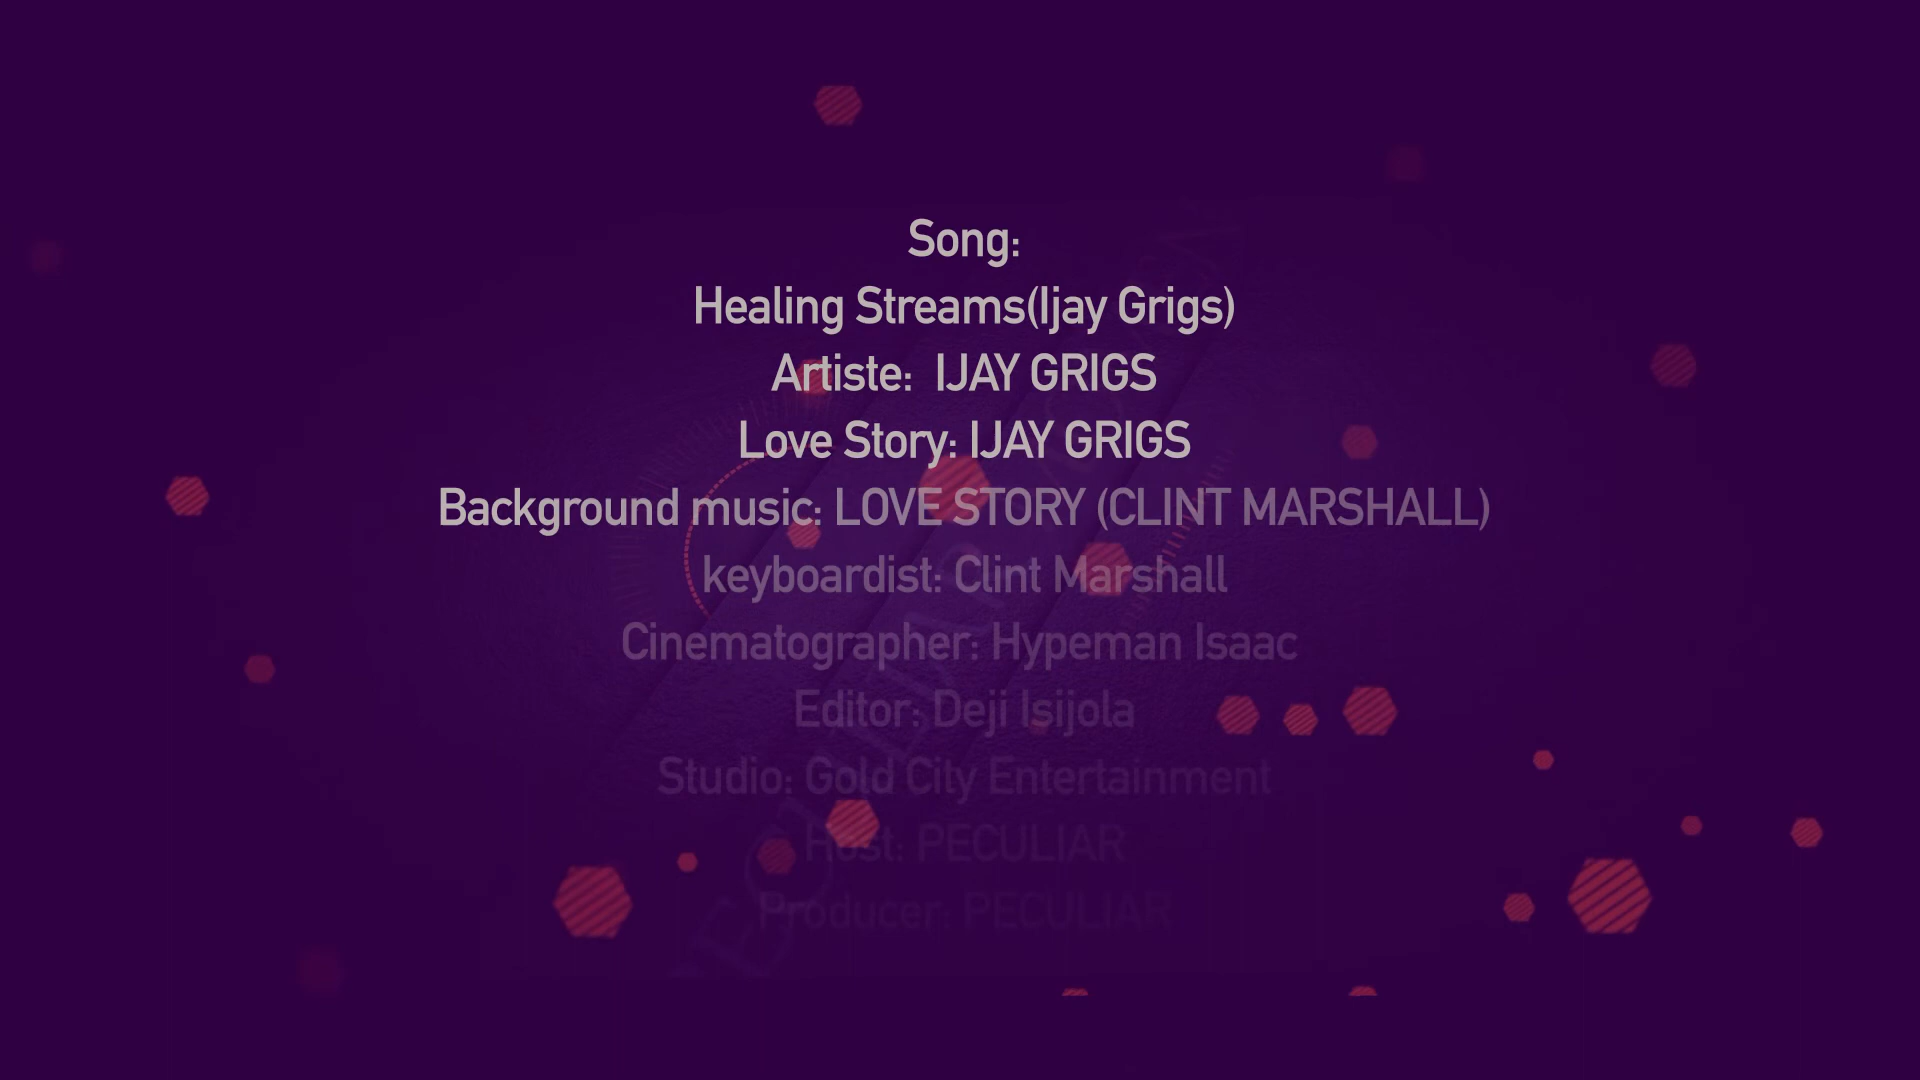 Song:
Healing Streams(Ijay Grigs)
Artiste: IJAY GRIGS
Love Story: IJAY GRIGS
Background music: LOVE STORY (CLINT MARSHALL)
keyboardist: Clint Marshall
Cinematographer: Hypeman Isaac
Editor: Deji Isijola
Studio: Gold City Entertainment
Host: PECULIAR
Producer: PECULIAR